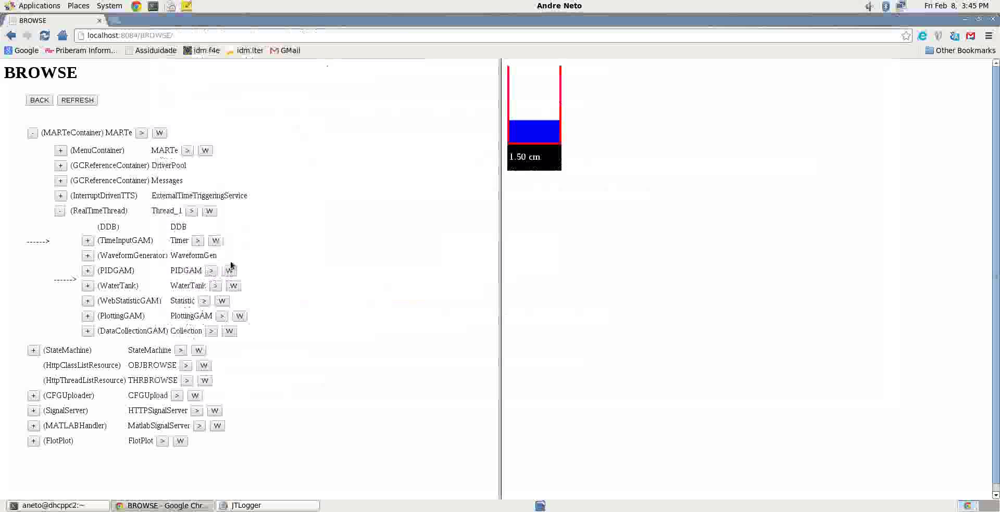 Applications Places System Andre Neto Fri Feb 8, 3:45 PM
BROWSE ×
localhost:8084/BROWSE/
Google Priberam Inform... Assiduidade idm.f4e idm.iter GMail Other Bookmarks
BROWSE
BACK REFRESH
- (MARTeContainer) MARTe > W
+ (MenuContainer) MARTe > W
+ (GCReferenceContainer) DriverPool
+ (GCReferenceContainer) Messages
+ (InterruptDrivenTTS) ExternalTimeTriggeringService
- (RealTimeThread) Thread_1 > W
(DDB) DDB
------> + (TimeInputGAM) Timer > W
+ (WaveformGenerator) WaveformGen
+ (PIDGAM) PIDGAM > W
------>
+ (WaterTank) WaterTank > W
+ (WebStatisticGAM) Statistic > W
+ (PlottingGAM) PlottingGAM > W
+ (DataCollectionGAM) Collection > W
+ (StateMachine) StateMachine > W
(HttpClassListResource) OBJBROWSE > W
(HttpThreadListResource) THRBROWSE > W
+ (CFGUploader) CFGUpload > W
+ (SignalServer) HTTPSignalServer > W
+ (MATLABHandler) MatlabSignalServer > W
+ (FlotPlot) FlotPlot > W
1.50 cm
aneto@dhcppc2:~ BROWSE - Google Chr... JTLogger